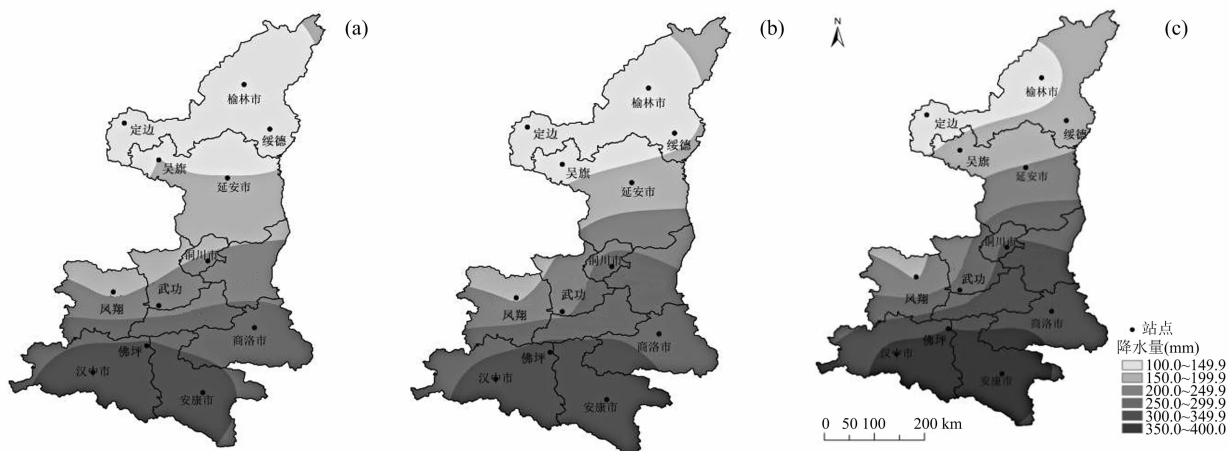 (a)
榆林市
定边
绥德
吴旗
延安市
铜川市
武功
凤翔
商洛市
佛坪
汉中市
安康市
(b)
榆林市
定边
绥德
吴旗
延安市
铜川市
武功
凤翔
商洛市
佛坪
汉中市
安康市
(c)
N
榆林市
定边
绥德
吴旗
延安市
铜川市
武功
凤翔
商洛市
佛坪
汉中市
安康市
站点
降水量(mm)
100.0~149.9
150.0~199.9
200.0~249.9
250.0~299.9
300.0~349.9
350.0~400.0
0 50 100 200 km